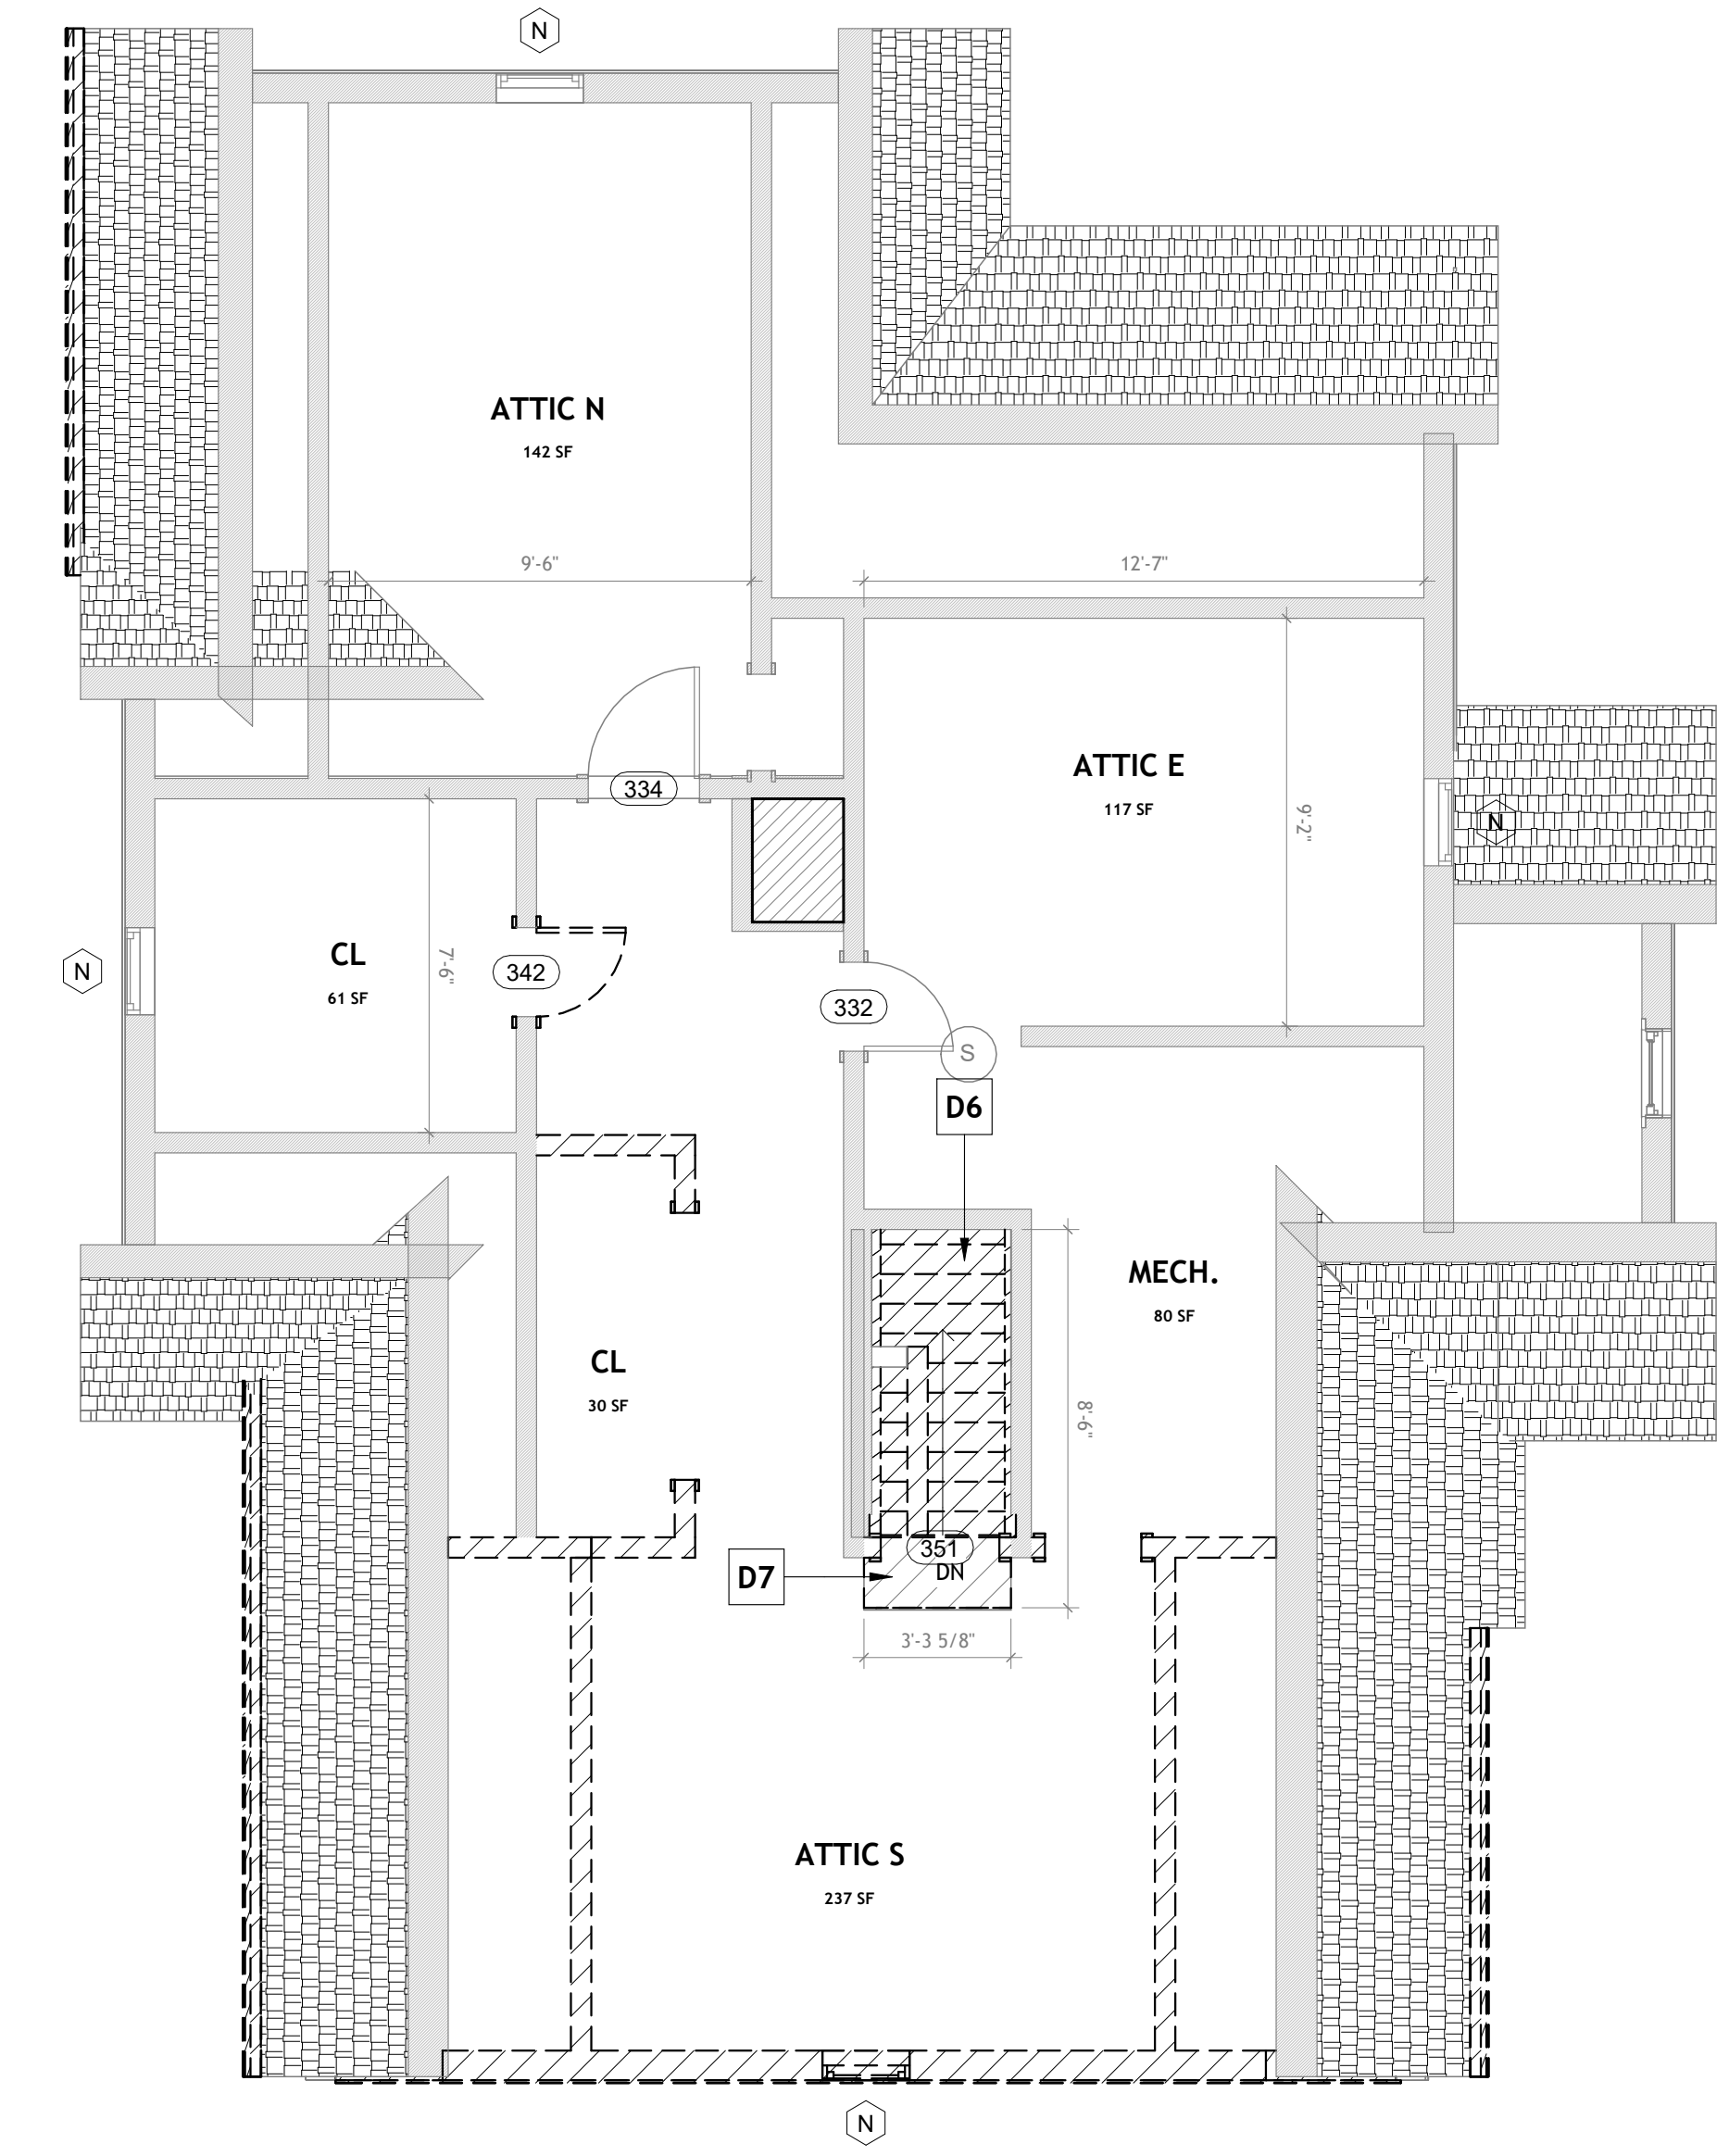 N
ATTIC N
142 SF
9'-6"
12'-7"
ATTIC E
117 SF
334
9'-2"
N
CL
61 SF
7'-6"
342
N
332
S
D6
MECH.
80 SF
CL
30 SF
8'-6"
351
DN
D7
3'-3 5/8"
ATTIC S
237 SF
N